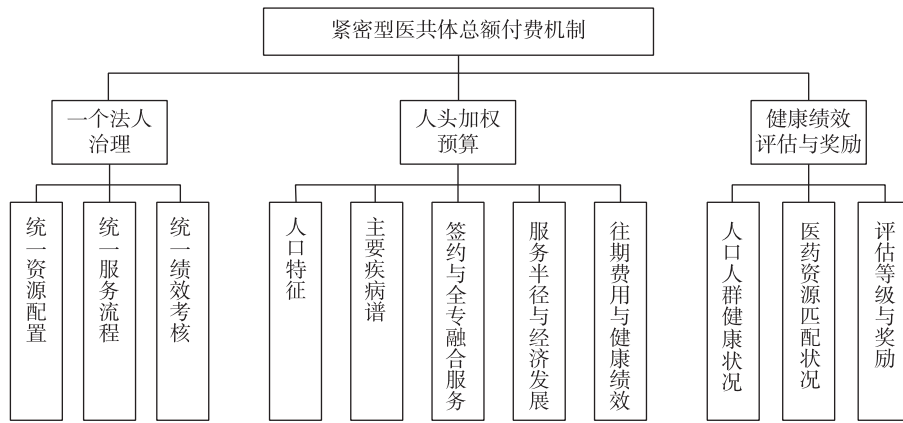 紧密型医共体总额付费机制
一个法人
治理
人头加权
预算
健康绩效
评估与奖励
统一资源配置
统一服务流程
统一绩效考核
人口特征
主要疾病谱
签约与全专融合服务
服务半径与经济发展
往期费用与健康绩效
人口人群健康状况
医药资源匹配状况
评估等级与奖励